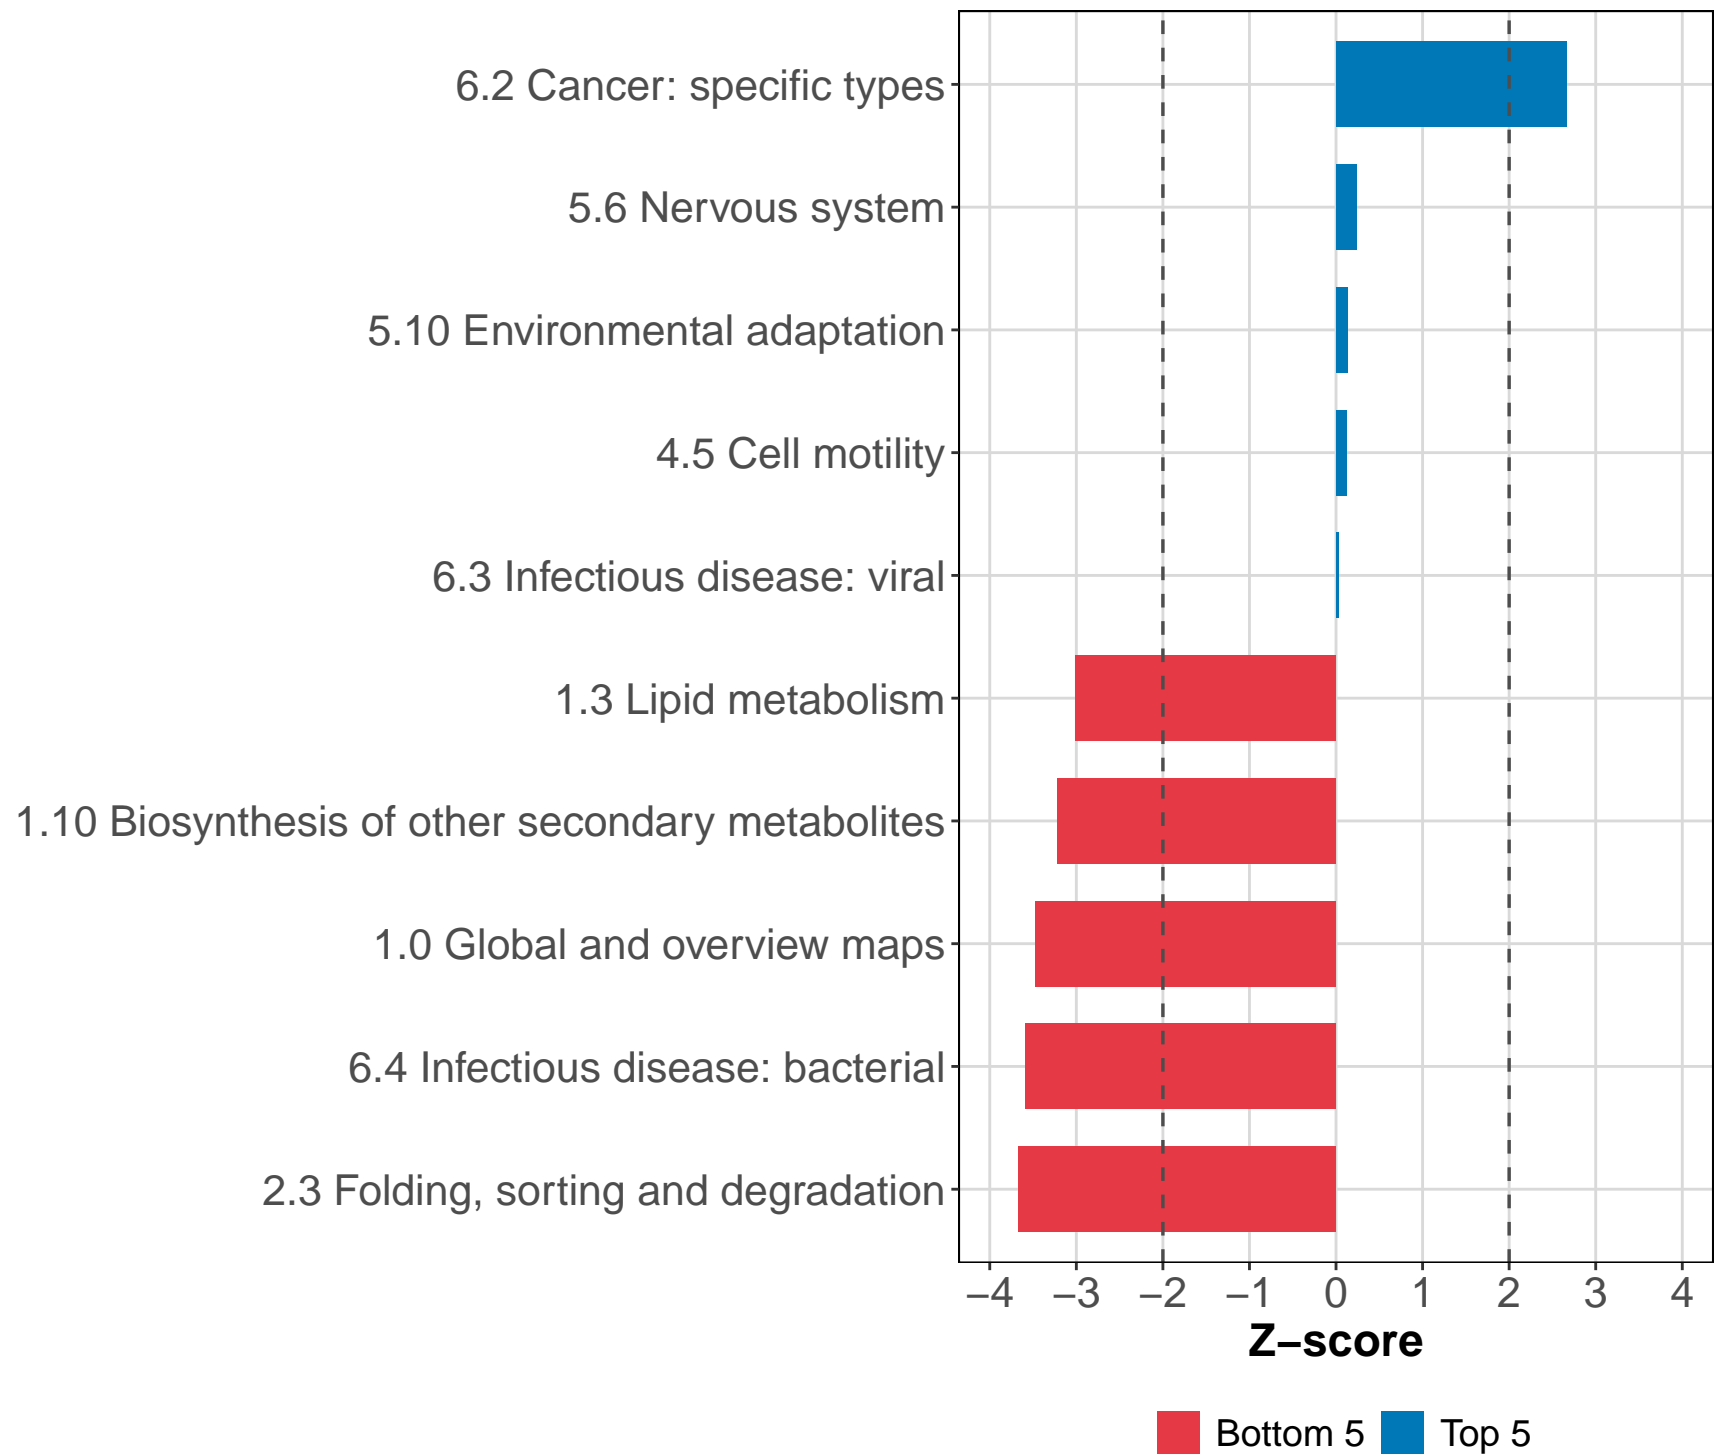 6.2 Cancer: specific types
5.6 Nervous system
5.10 Environmental adaptation
4.5 Cell motility
6.3 Infectious disease: viral
1.3 Lipid metabolism
1.10 Biosynthesis of other secondary metabolites
1.0 Global and overview maps
6.4 Infectious disease: bacterial
2.3 Folding, sorting and degradation
−4 −3 −2 −1 0 1 2 3 4
Z−score
Bottom 5 Top 5